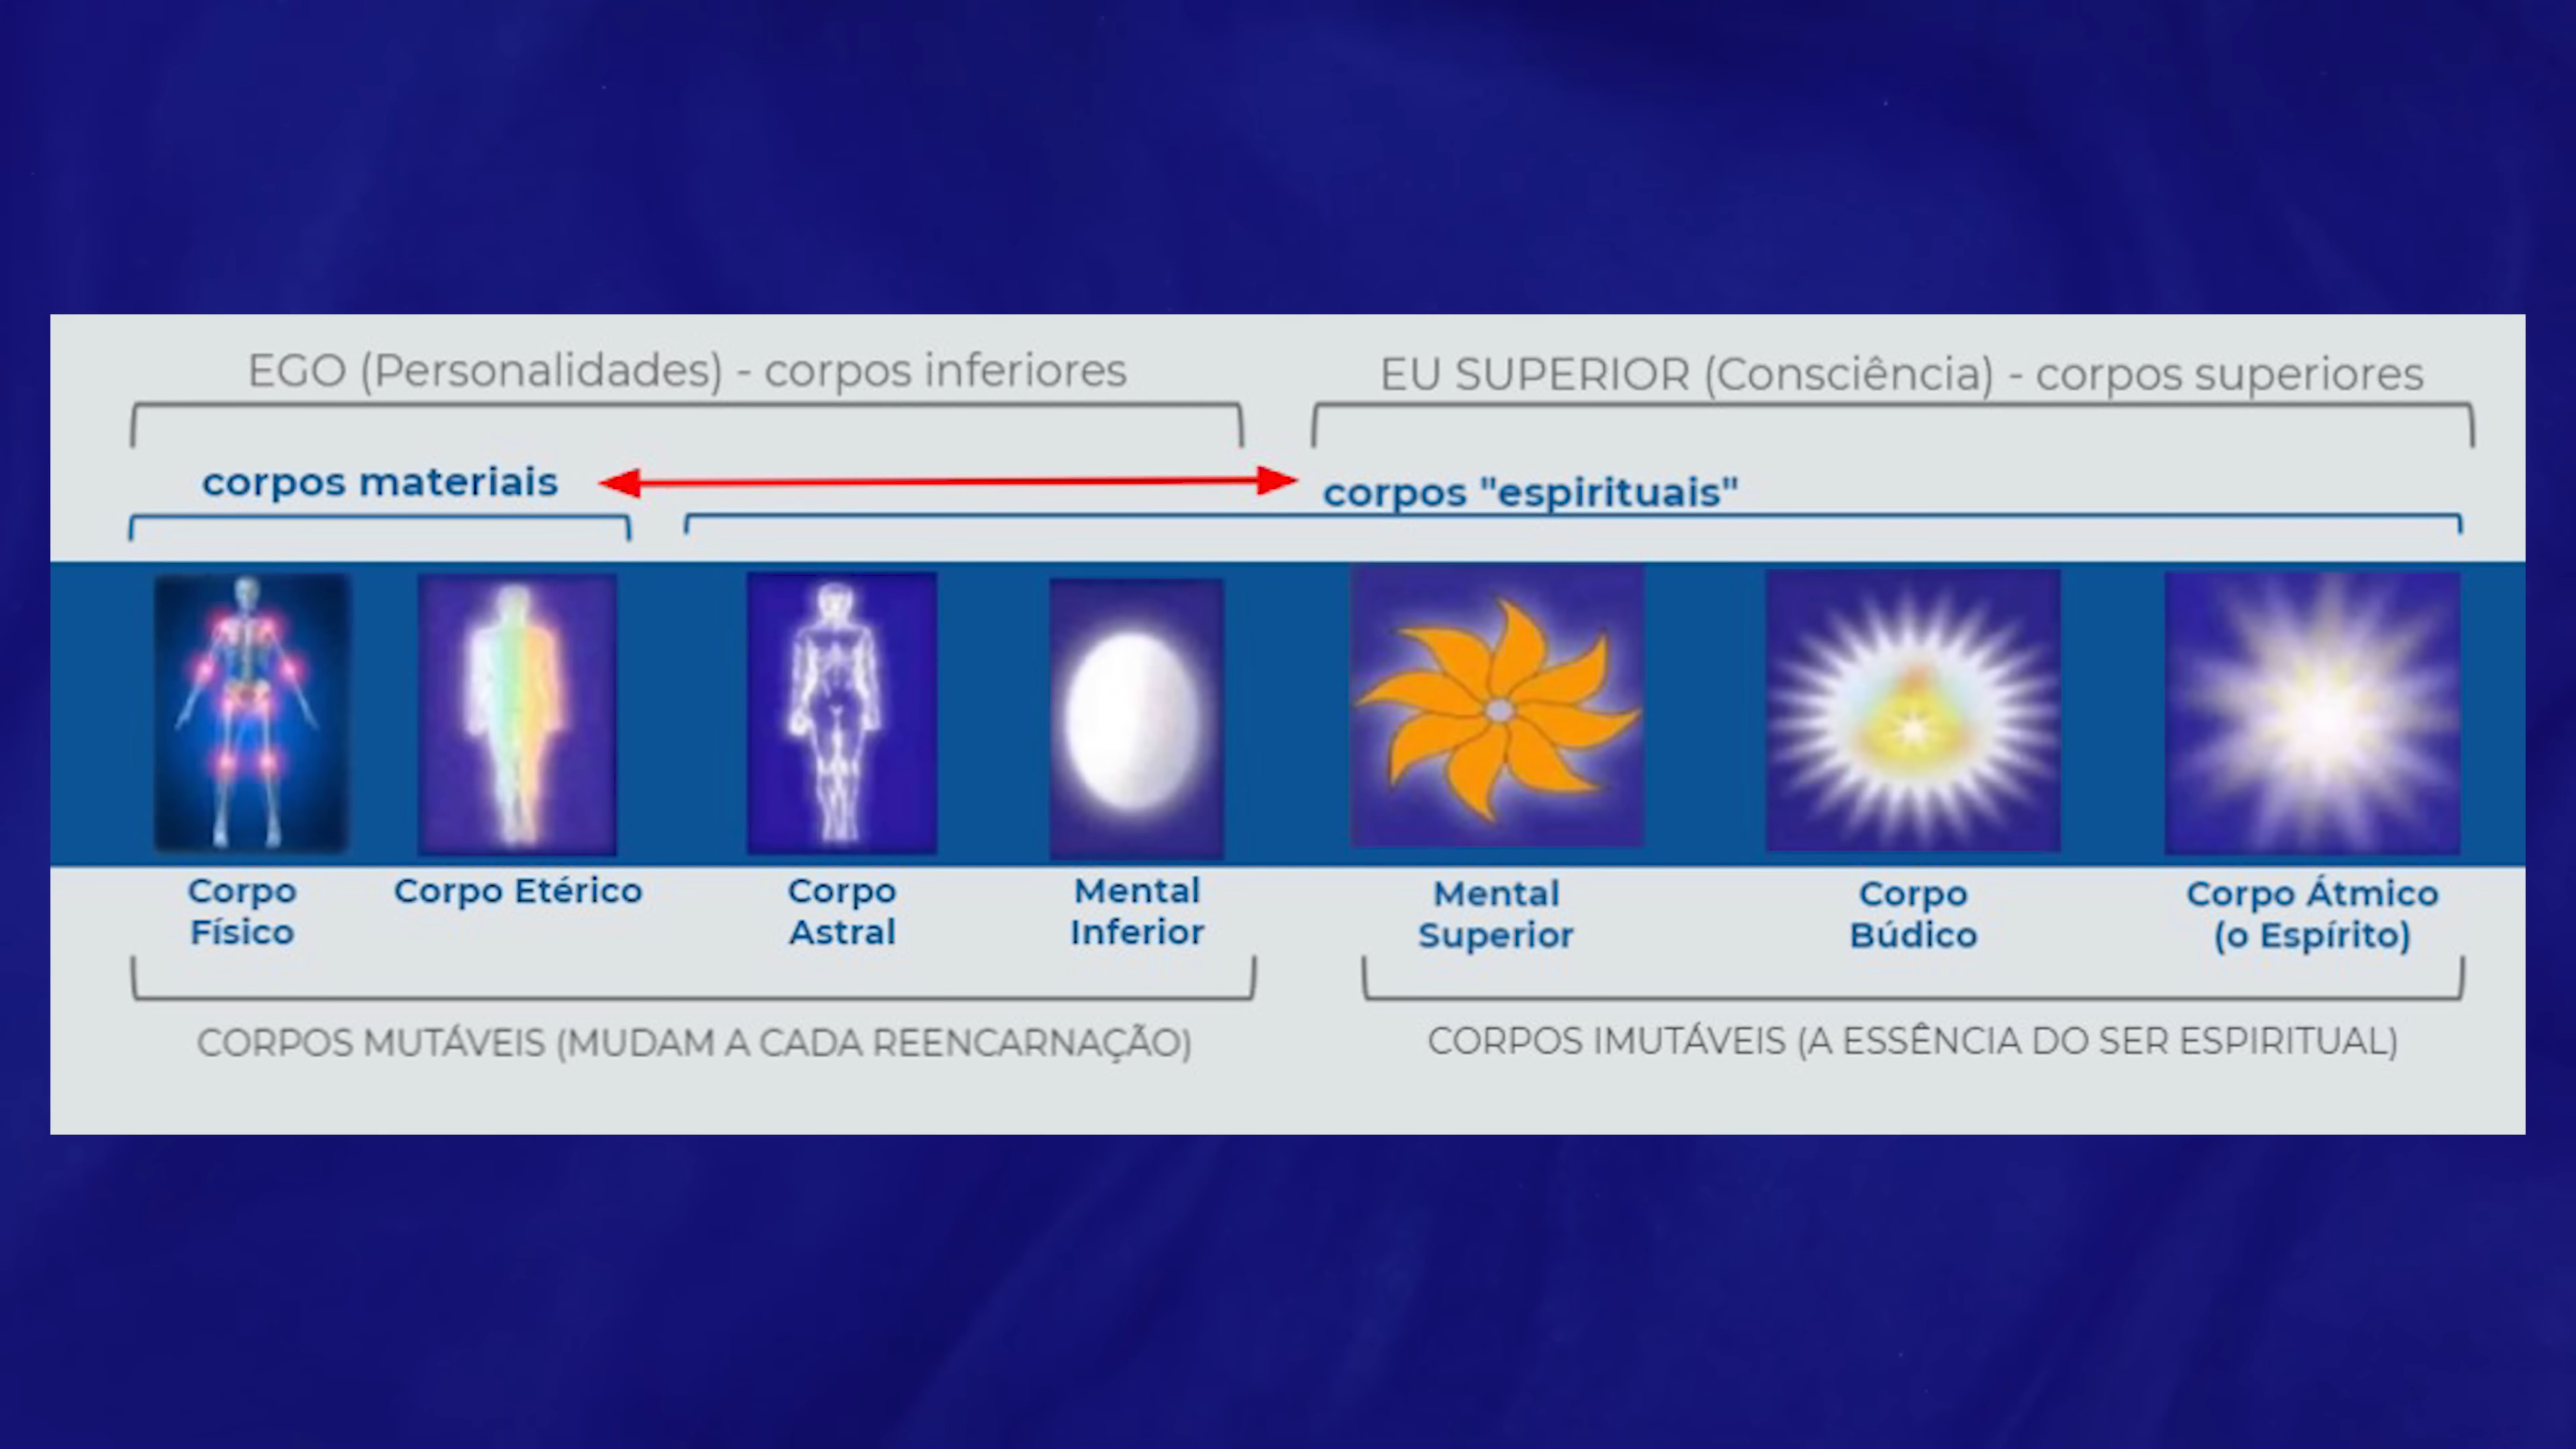 EGO (Personalidades) - corpos inferiores
EU SUPERIOR (Consciência) - corpos superiores
corpos materiais
corpos "espirituais"
Corpo
Físico
Corpo Etérico
Corpo
Astral
Mental
Inferior
Mental
Superior
Corpo
Búdico
Corpo Átmico
(o Espírito)
CORPOS MUTÁVEIS (MUDAM A CADA REENCARNAÇÃO)
CORPOS IMUTÁVEIS (A ESSÊNCIA DO SER ESPIRITUAL)